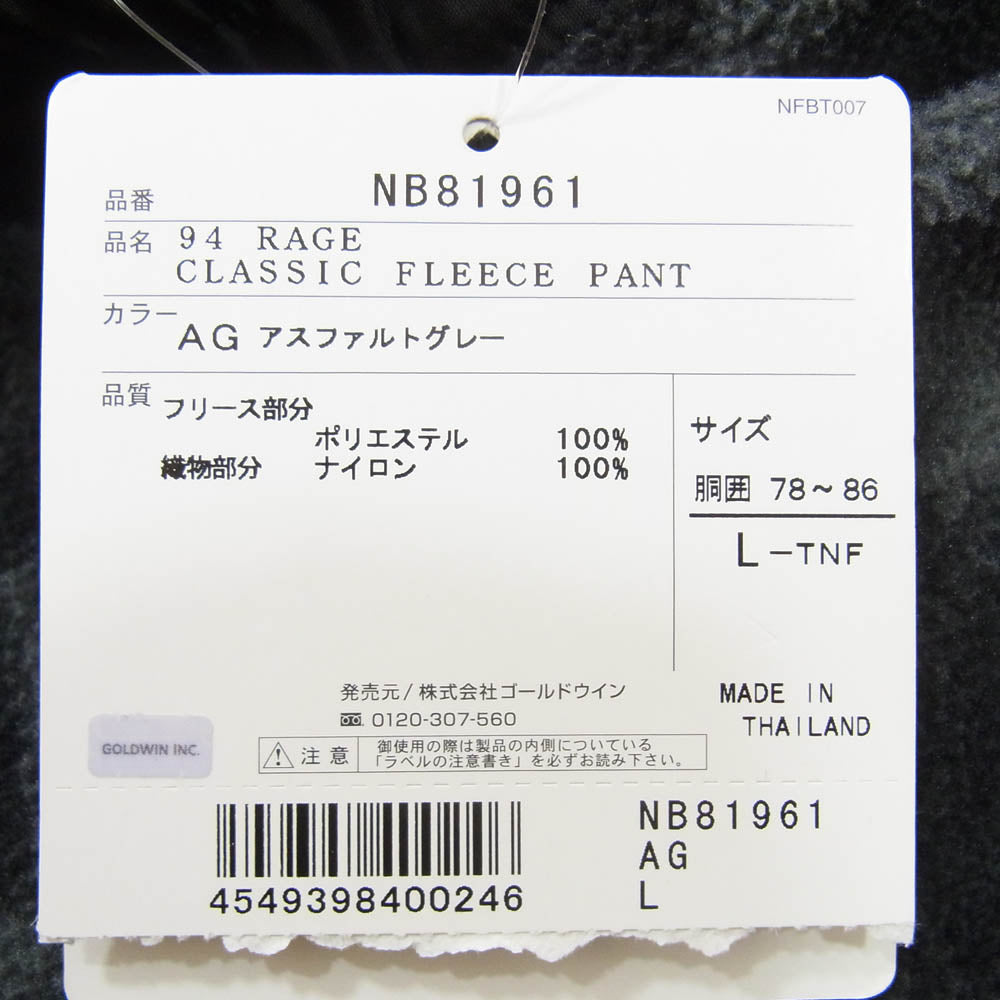 NFBT007
品番 NB81961
品名 94 RAGE
CLASSIC FLEECE PANT
カラー
AG アスファルトグレー
品質 フリース部分
ポリエステル 100%
織物部分 ナイロン 100%
サイズ
胴囲 78～86
L-TNF
発売元/株式会社ゴールドウイン
0120-307-560
MADE IN
THAILAND
GOLDWIN INC.
注意 御使用の際は製品の内側についている
「ラベルの注意書き」を必ずお読み下さい。
4549398400246
NB81961
AG
L